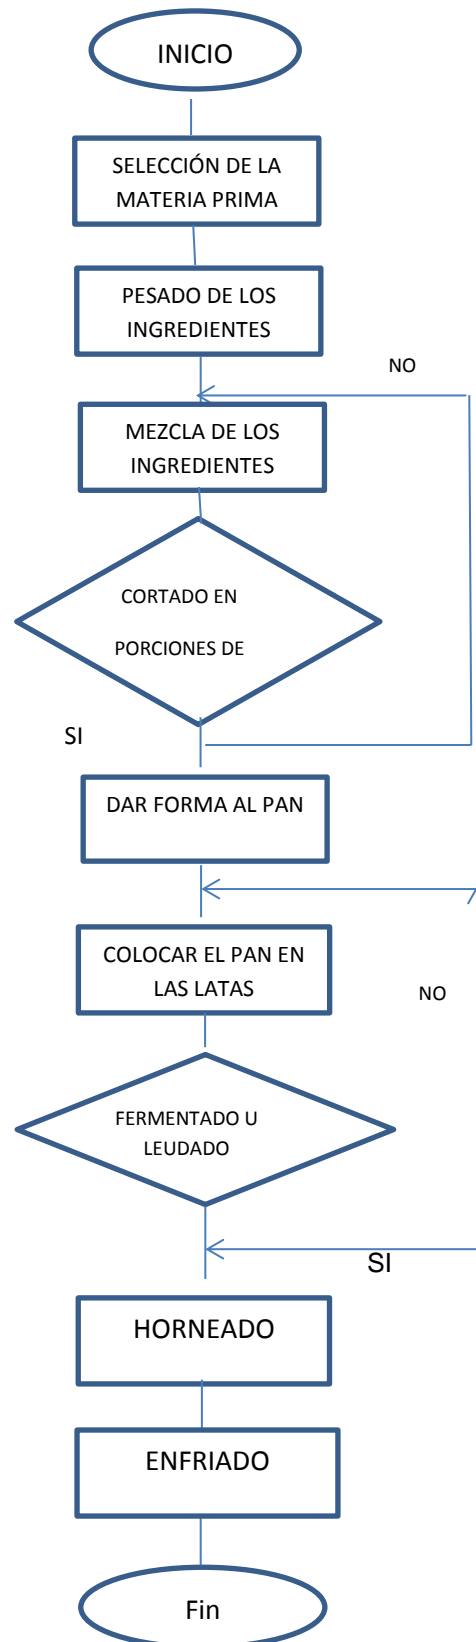 INICIO
SELECCIÓN DE LA
MATERIA PRIMA
PESADO DE LOS
INGREDIENTES
NO
MEZCLA DE LOS
INGREDIENTES
CORTADO EN
PORCIONES DE
SI
DAR FORMA AL PAN
COLOCAR EL PAN EN
LAS LATAS
NO
FERMENTADO U
LEUDADO
SI
HORNEADO
ENFRIADO
Fin